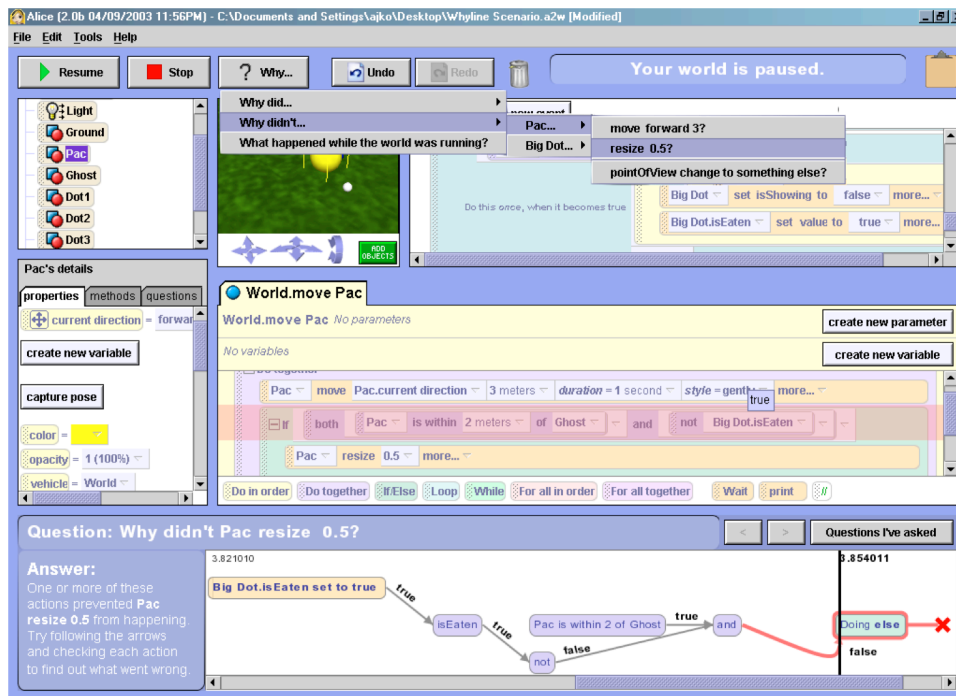 Alice (2.0b 04/09/2003 11:56PM) - C:\Documents and Settings\ajko\Desktop\Whyline Scenario.a2w [Modified]
File Edit Tools Help
Resume Stop ? Why... Undo Redo Your world is paused.
Why did...
Why didn't...
What happened while the world was running?
Pac...
Big Dot...
move forward 3?
resize 0.5?
pointOfView change to something else?
Light
Ground
Pac
Ghost
Dot1
Dot2
Dot3
ADD
OBJECTS
new event
Do this once, when it becomes true
Big Dot set isShowing to false more...
Big Dot.isEaten set value to true more...
Pac's details
properties methods questions
current direction = forwar
create new variable
capture pose
color =
opacity = 1 (100%)
vehicle = World
World.move Pac
World.move Pac No parameters
create new parameter
No variables
create new variable
Do together
Pac move Pac.current direction 3 meters duration = 1 second style = gently more...
true
If both Pac is within 2 meters of Ghost and not Big Dot.isEaten
Pac resize 0.5 more...
Do in order Do together If/Else Loop While For all in order For all together Wait print //
Question: Why didn't Pac resize 0.5?
< > Questions I've asked
Answer:
One or more of these
actions prevented Pac
resize 0.5 from happening.
Try following the arrows
and checking each action
to find out what went wrong.
3.821010
3.854011
Big Dot.isEaten set to true
true
isEaten
true
not
false
Pac is within 2 of Ghost
true
and
Doing else
false